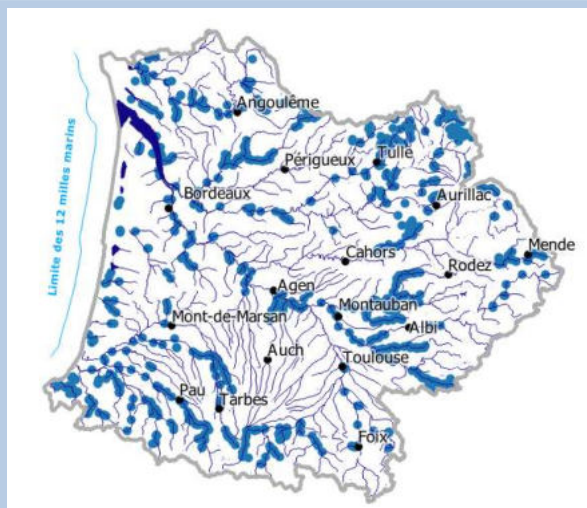 Limite des 12 milles marins
Angoulême
Périgueux
Tulle
Bordeaux
Aurillac
Mende
Cahors
Rodez
Agen
Montauban
Mont-de-Marsan
Albi
Auch
Toulouse
Pau
Tarbes
Foix